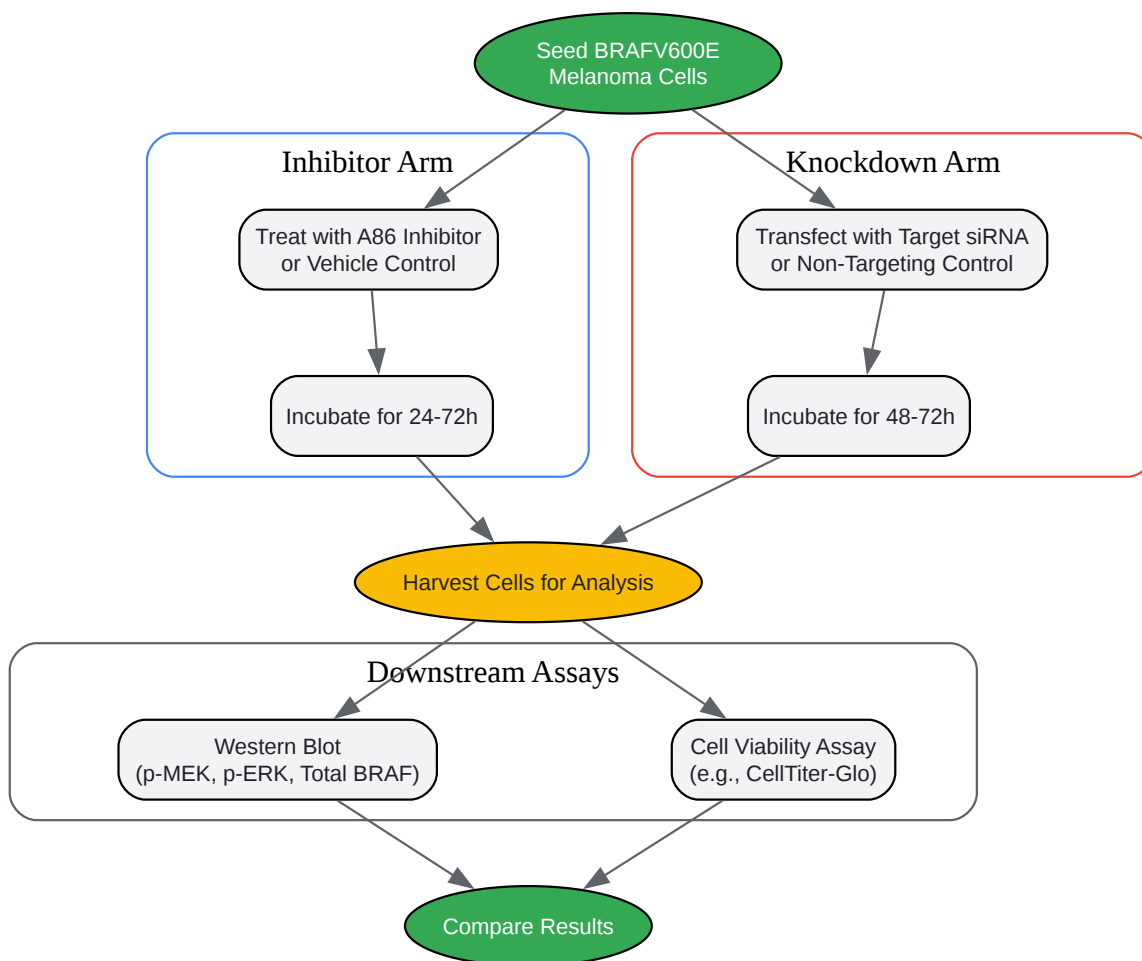 Seed BRAFV600E
Melanoma Cells
Inhibitor Arm
Knockdown Arm
Treat with A86 Inhibitor
or Vehicle Control
Transfect with Target siRNA
or Non-Targeting Control
Incubate for 24-72h
Incubate for 48-72h
Harvest Cells for Analysis
Downstream Assays
Western Blot
(p-MEK, p-ERK, Total BRAF)
Cell Viability Assay
(e.g., CellTiter-Glo)
Compare Results